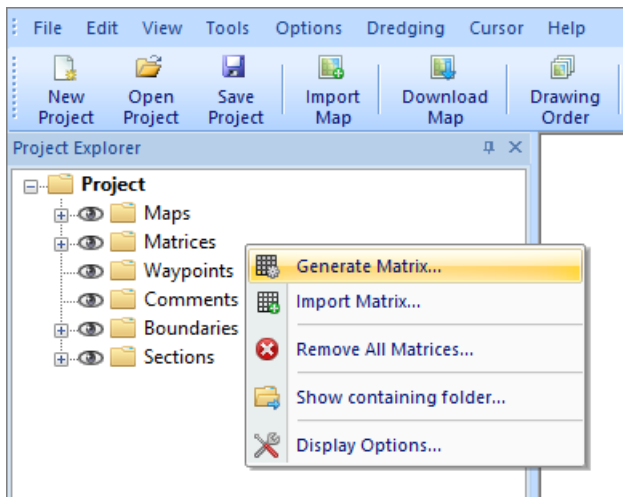 File Edit View Tools Options Dredging Cursor Help
New Project
Open Project
Save Project
Import Map
Download Map
Drawing Order
Project Explorer
Project
Maps
Matrices
Waypoints
Comments
Boundaries
Sections
Generate Matrix...
Import Matrix...
Remove All Matrices...
Show containing folder...
Display Options...